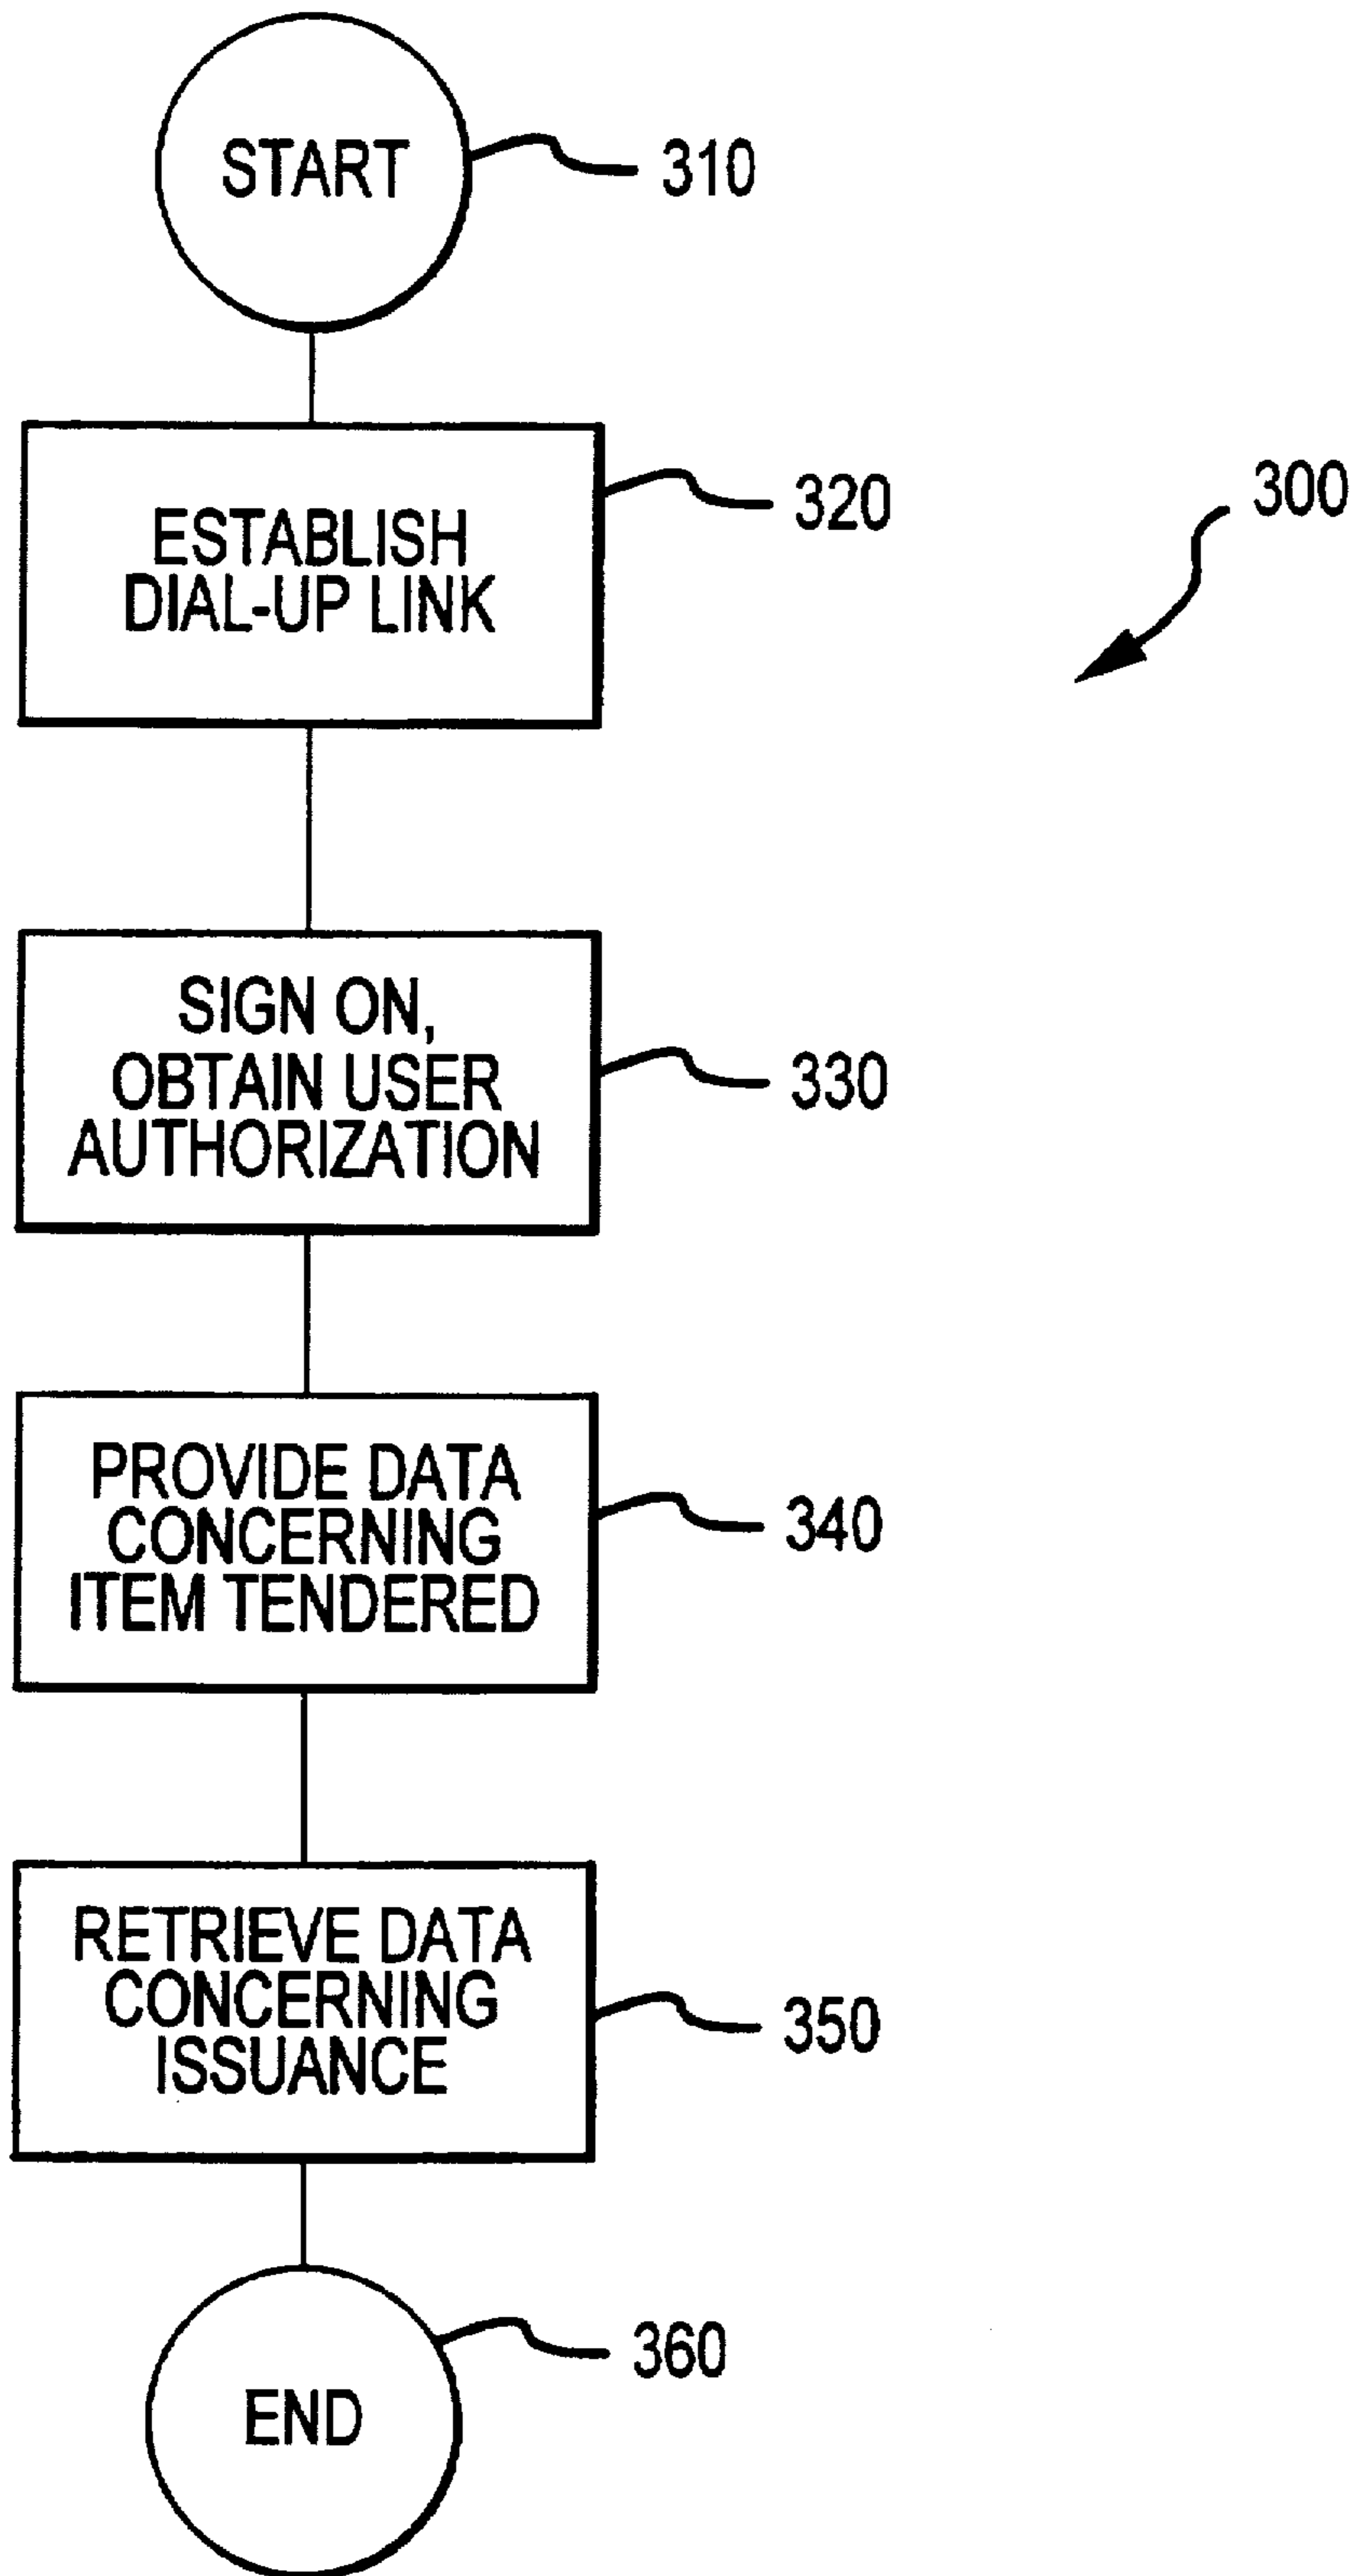 START
310
ESTABLISH
DIAL-UP LINK
320
300
SIGN ON,
OBTAIN USER
AUTHORIZATION
330
PROVIDE DATA
CONCERNING
ITEM TENDERED
340
RETRIEVE DATA
CONCERNING
ISSUANCE
350
END
360